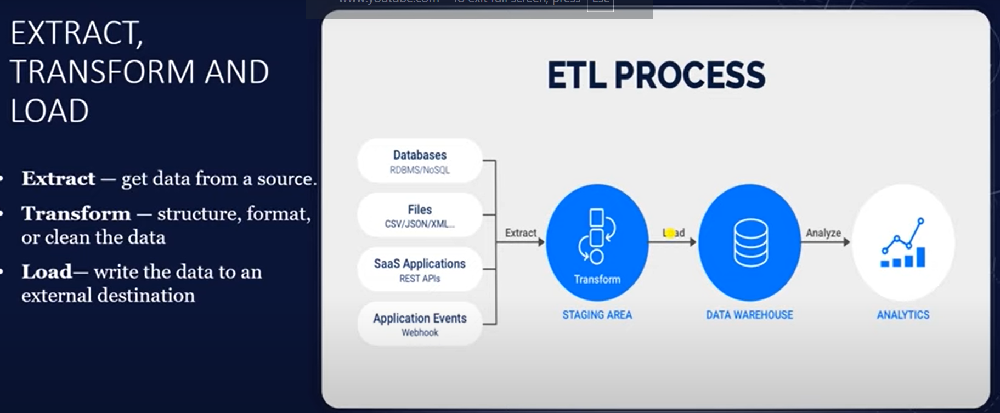 www.youtube.com — To exit full screen, press Esc
EXTRACT,
TRANSFORM AND
LOAD
• Extract — get data from a source.
• Transform — structure, format,
or clean the data
• Load— write the data to an
external destination
ETL PROCESS
Databases
RDBMS/NoSQL
Files
CSV/JSON/XML...
SaaS Applications
REST APIs
Application Events
Webhook
Extract
Transform
STAGING AREA
Load
DATA WAREHOUSE
Analyze
ANALYTICS